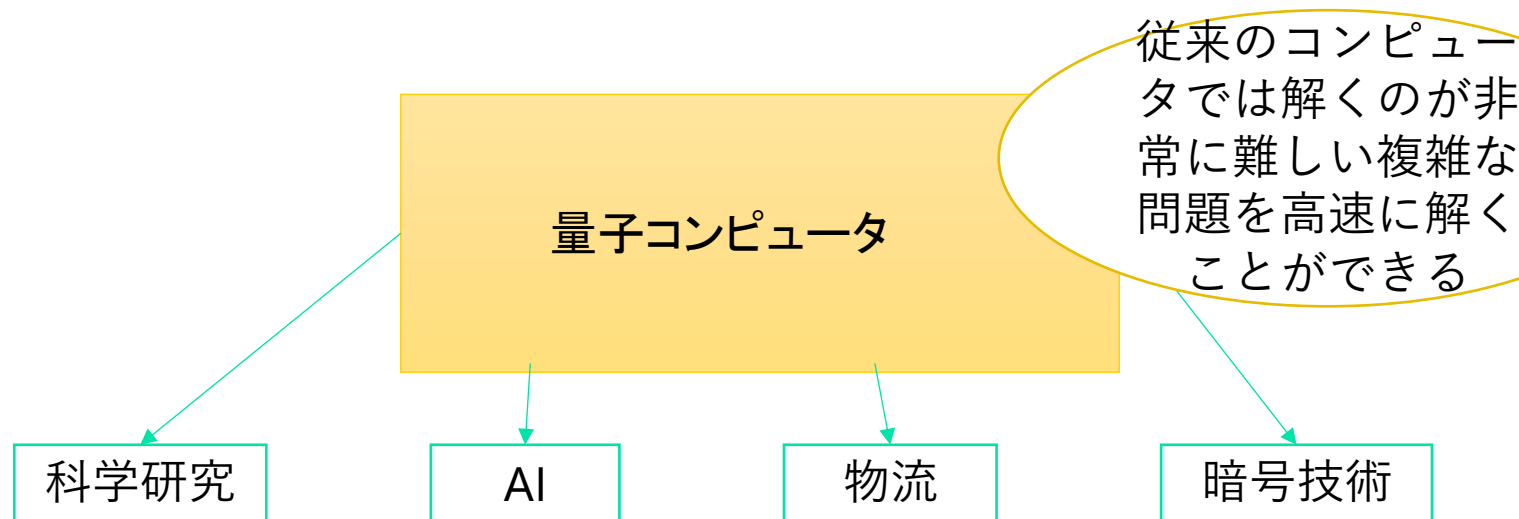 従来のコンピュー
タでは解くのが非
常に難しい複雑な
問題を高速に解く
ことができる
量子コンピュータ
科学研究
AI
物流
暗号技術